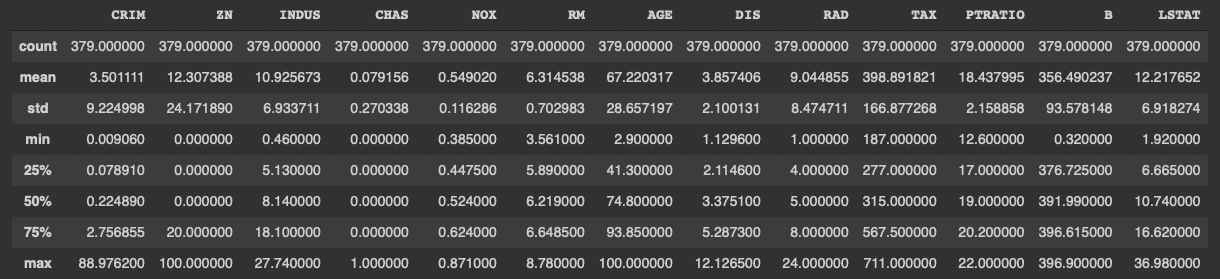 CRIM ZN INDUS CHAS NOX RM AGE DIS RAD TAX PTRATIO B LSTAT
count 379.000000 379.000000 379.000000 379.000000 379.000000 379.000000 379.000000 379.000000 379.000000 379.000000 379.000000 379.000000 379.000000
mean 3.501111 12.307388 10.925673 0.079156 0.549020 6.314538 67.220317 3.857406 9.044855 398.891821 18.437995 356.490237 12.217652
std 9.224998 24.171890 6.933711 0.270338 0.116286 0.702983 28.657197 2.100131 8.474711 166.877268 2.158858 93.578148 6.918274
min 0.009060 0.000000 0.460000 0.000000 0.385000 3.561000 2.900000 1.129600 1.000000 187.000000 12.600000 0.320000 1.920000
25% 0.078910 0.000000 5.130000 0.000000 0.447500 5.890000 41.300000 2.114600 4.000000 277.000000 17.000000 376.725000 6.665000
50% 0.224890 0.000000 8.140000 0.000000 0.524000 6.219000 74.800000 3.375100 5.000000 315.000000 19.000000 391.990000 10.740000
75% 2.756855 20.000000 18.100000 0.000000 0.624000 6.648500 93.850000 5.287300 8.000000 567.500000 20.200000 396.615000 16.620000
max 88.976200 100.000000 27.740000 1.000000 0.871000 8.780000 100.000000 12.126500 24.000000 711.000000 22.000000 396.900000 36.980000